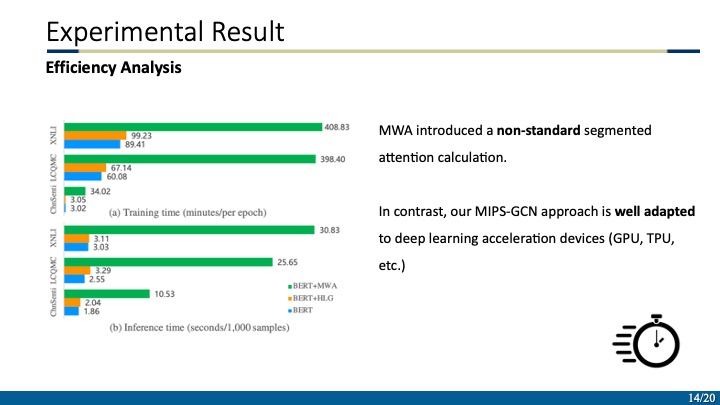 Experimental Result
Efficiency Analysis
XNLI
408.83
99.23
89.41
LCQMC
398.40
67.14
60.08
ChnSenti
34.02
3.05
3.02
(a) Training time (minutes/per epoch)
XNLI
30.83
3.11
3.03
LCQMC
25.65
3.29
2.55
ChnSenti
10.53
2.04
1.86
BERT+MWA
BERT+HLG
BERT
(b) Inference time (seconds/1,000 samples)
MWA introduced a non-standard segmented
attention calculation.
In contrast, our MIPS-GCN approach is well adapted
to deep learning acceleration devices (GPU, TPU,
etc.)
14/20